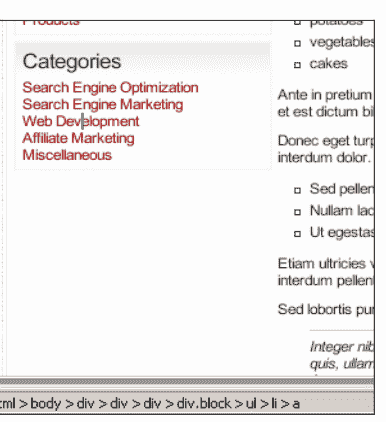 Products
Categories
Search Engine Optimization
Search Engine Marketing
Web Development
Affiliate Marketing
Miscellaneous
potatoes
vegetables
cakes
Ante in pretium
et est dictum bi
Donec eget turp
interdum dolor.
Sed pellen
Nullam lac
Ut egestas
Etiam ultricies v
interdum pellen
Sed lobortis pur
Integer nib
quis, ullam
tml > body > div > div > div > div.block > ul > li > a